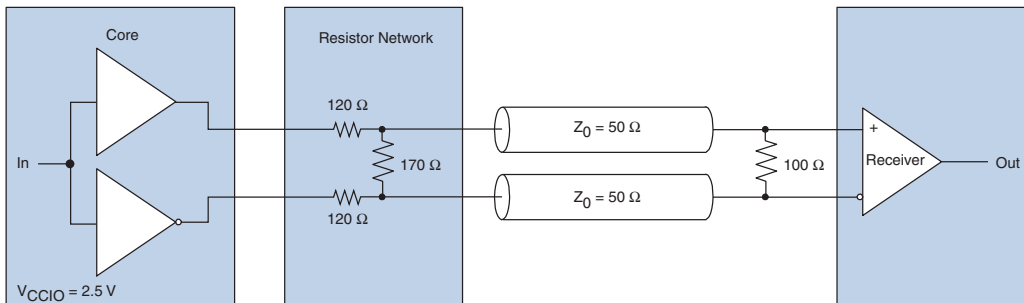 Core
Resistor Network
120 Ω
Z0 = 50 Ω
+
In
170 Ω
100 Ω
Receiver
Out
Z0 = 50 Ω
120 Ω
VCCIO = 2.5 V